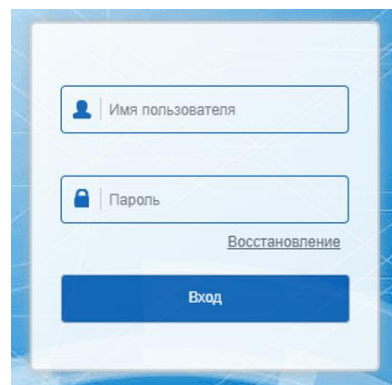 Имя пользователя
Пароль
Восстановление
Вход